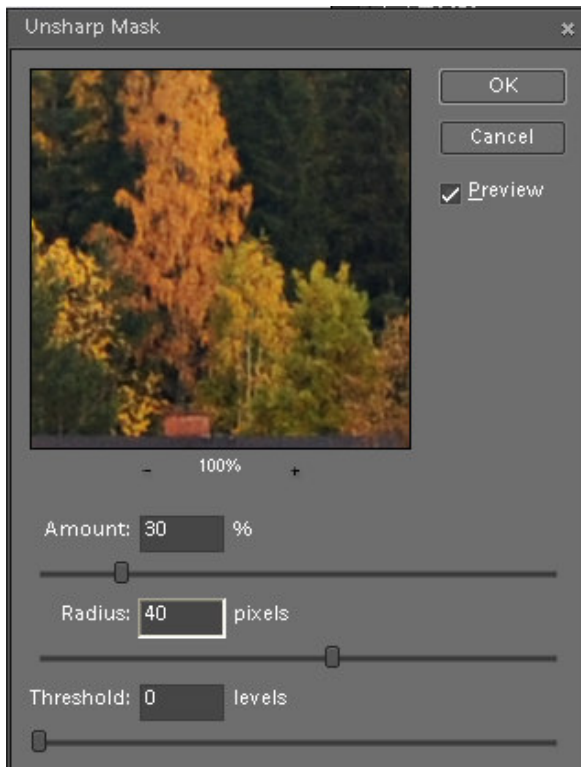 Unsharp Mask
OK
Cancel
Preview
- 100% +
Amount: 30 %
Radius: 40 pixels
Threshold: 0 levels